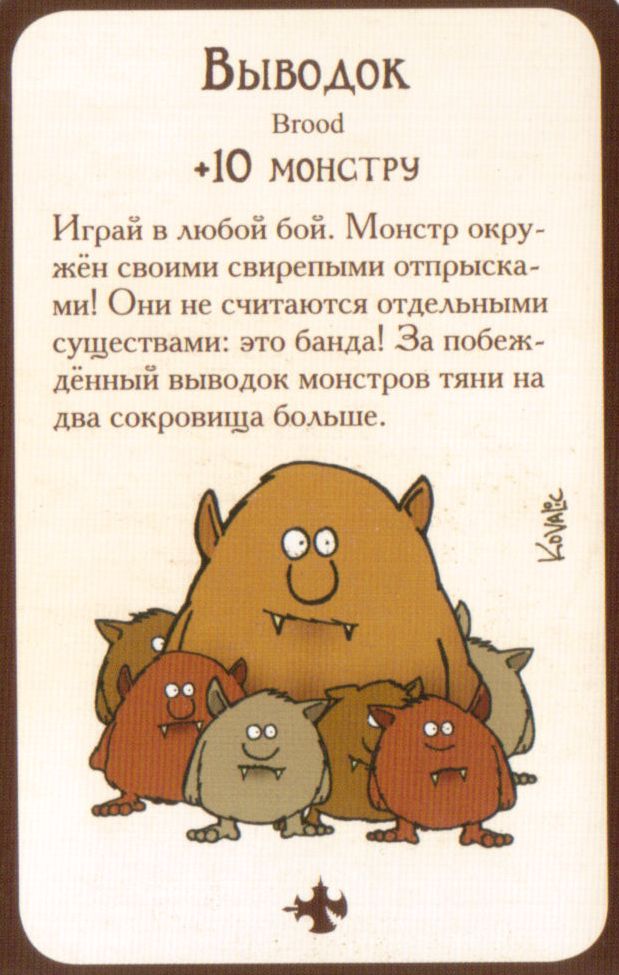 Выводок
Brood
+10 монстру
Играй в любой бой. Монстр окру-
жён своими свирепыми отпрыска-
ми! Они не считаются отдельными
существами: это банда! За побеж-
дённый выводок монстров тяни на
два сокровища больше.
Kovalic